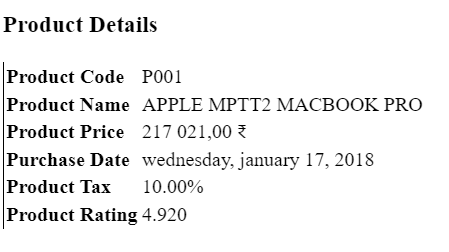 Product Details
Product Code P001
Product Name APPLE MPTT2 MACBOOK PRO
Product Price 217 021,00 ₹
Purchase Date wednesday, january 17, 2018
Product Tax 10.00%
Product Rating 4.920